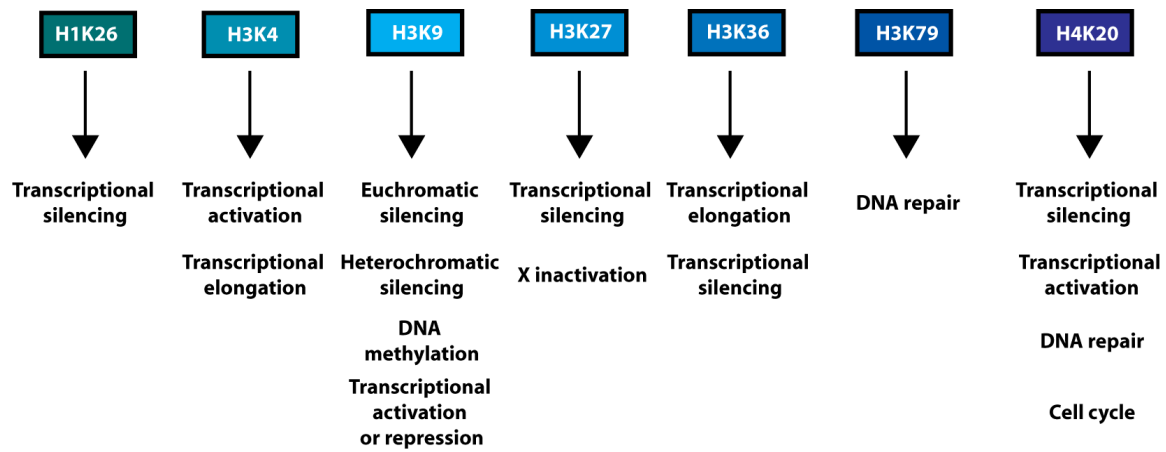 H1K26
H3K4
H3K9
H3K27
H3K36
H3K79
H4K20
Transcriptional
silencing
Transcriptional
activation
Transcriptional
elongation
Euchromatic
silencing
Heterochromatic
silencing
DNA
methylation
Transcriptional
activation
or repression
Transcriptional
silencing
X inactivation
Transcriptional
elongation
Transcriptional
silencing
DNA repair
Transcriptional
silencing
Transcriptional
activation
DNA repair
Cell cycle